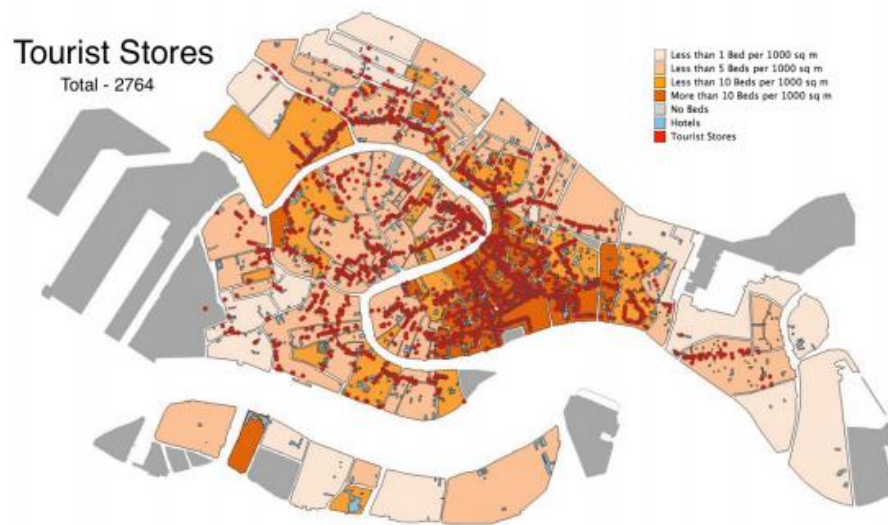 Tourist Stores
Total - 2764
Less than 1 Bed per 1000 sq m
Less than 5 Beds per 1000 sq m
Less than 10 Beds per 1000 sq m
More than 10 Beds per 1000 sq m
No Beds
Hotels
Tourist Stores